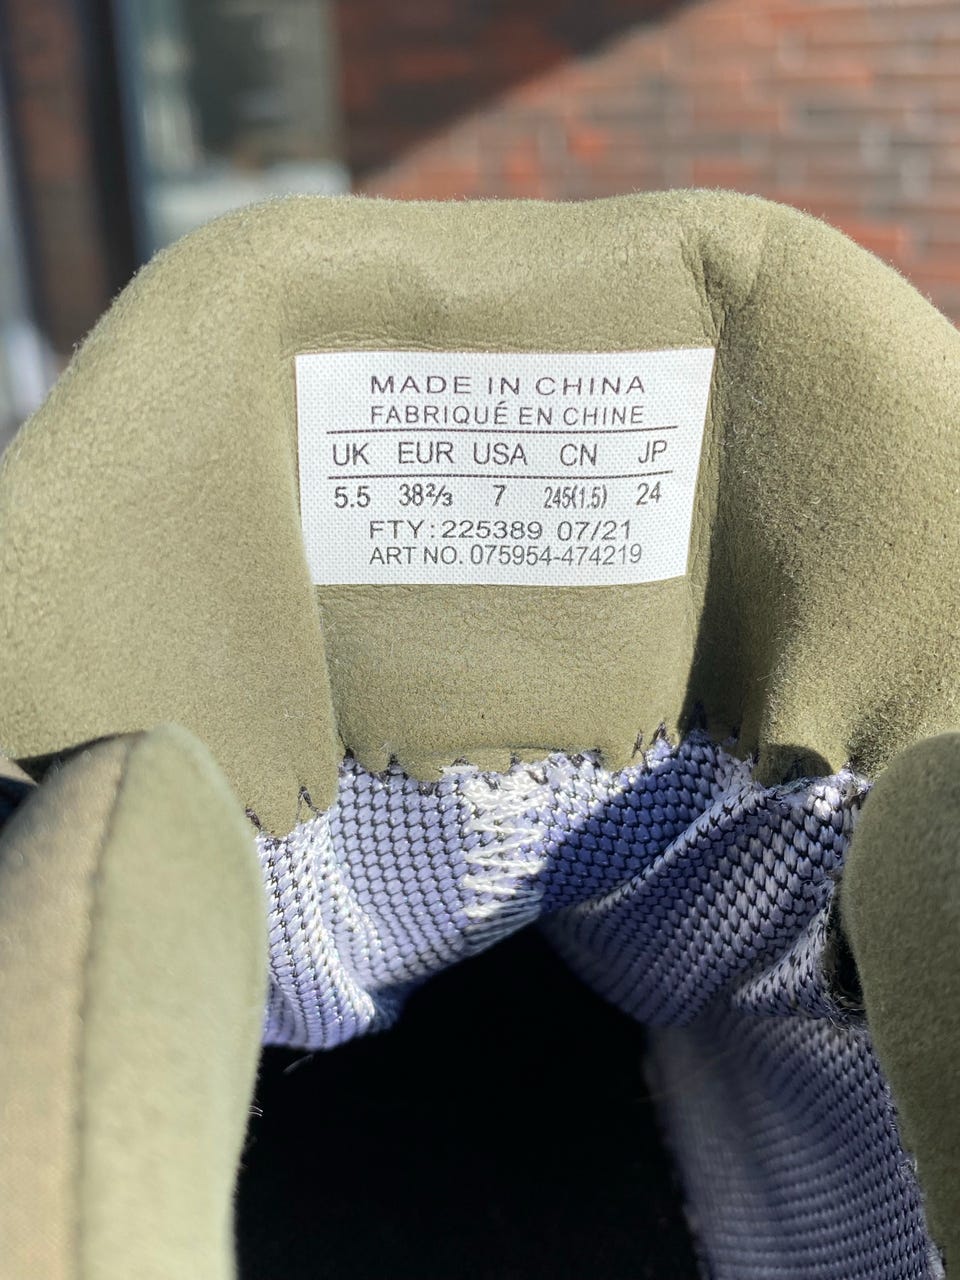 MADE IN CHINA
FABRIQUÉ EN CHINE
UK EUR USA CN JP
5.5 38⅔ 7 245(1.5) 24
FTY: 225389 07/21
ART NO. 075954-474219